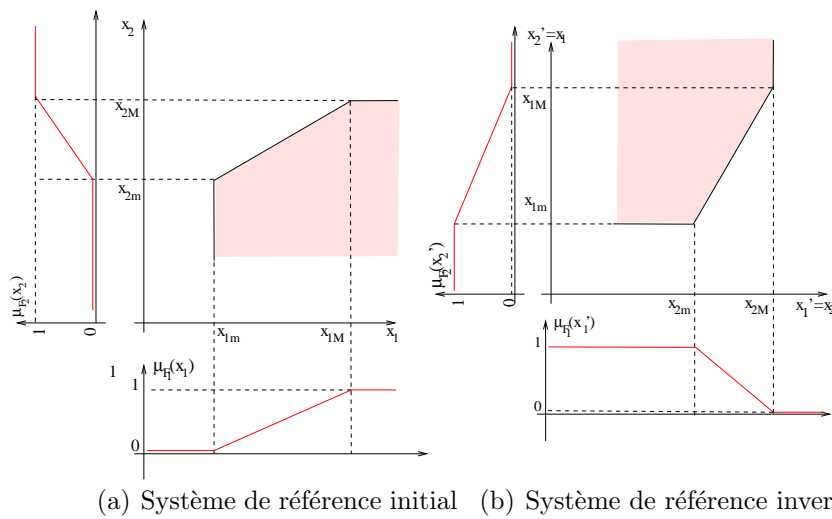 x2
x2M
x2m
x1m
x1M
x1
μF2(x2)
1
0
1
μF1(x1)
1
0
x2'=x1
x1M
x1m
x2m
x2M
x1'=x2
μF2(x2')
1
0
μF1(x1')
1
0
(a) Système de référence initial
(b) Système de référence inver